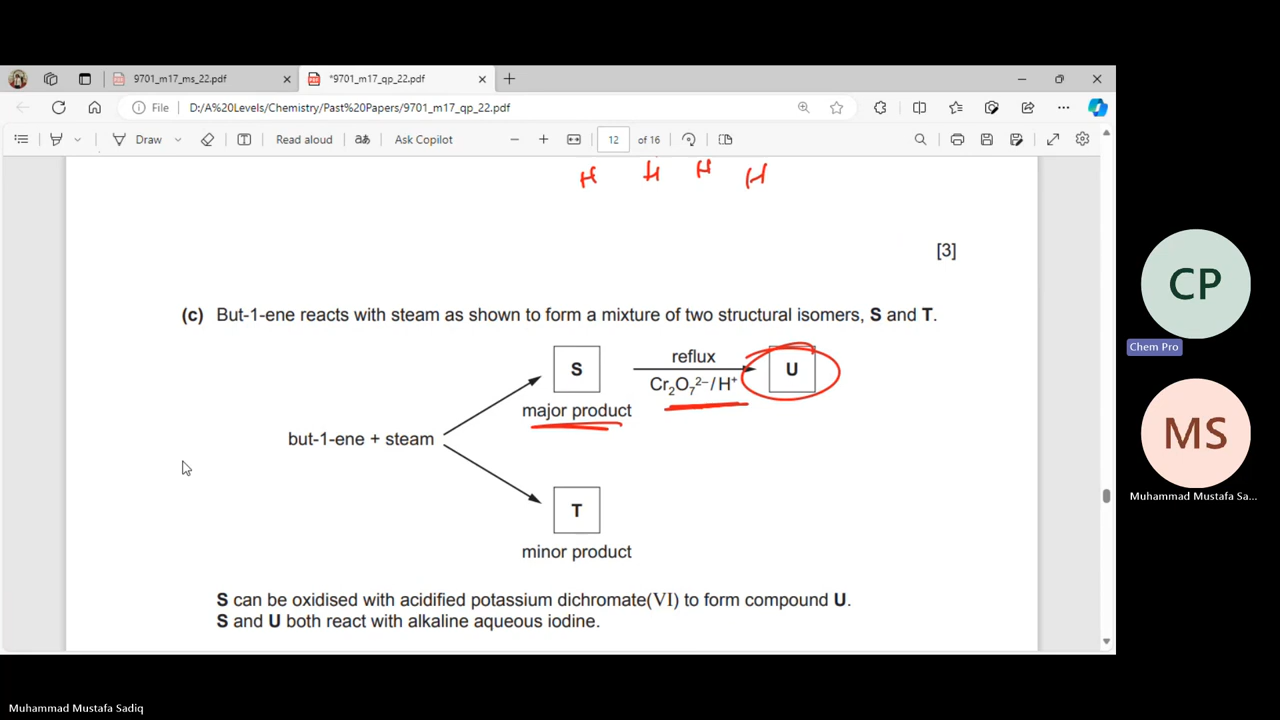 9701_m17_ms_22.pdf
*9701_m17_qp_22.pdf
File D:/A%20Levels/Chemistry/Past%20Papers/9701_m17_qp_22.pdf
Draw Read aloud Ask Copilot 12 of 16
H H H H
[3]
(c) But-1-ene reacts with steam as shown to form a mixture of two structural isomers, S and T.
S
reflux
U
Cr₂O₇²⁻ / H⁺
major product
but-1-ene + steam
T
minor product
S can be oxidised with acidified potassium dichromate(VI) to form compound U.
S and U both react with alkaline aqueous iodine.
CP
Chem Pro
MS
Muhammad Mustafa Sa...
Muhammad Mustafa Sadiq